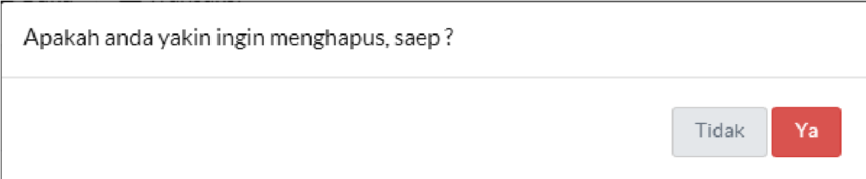 Apakah anda yakin ingin menghapus, saep ?
Tidak Ya